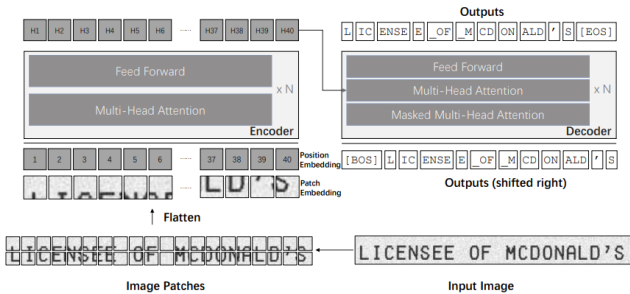 Outputs
H1 H2 H3 H4 H5 H6 ...... H37 H38 H39 H40
L IC ENSE E _OF _M CD ON ALD ' S [EOS]
Feed Forward
Multi-Head Attention
x N
Encoder
Feed Forward
Multi-Head Attention
Masked Multi-Head Attention
x N
Decoder
1 2 3 4 5 6 ...... 37 38 39 40
Position Embedding
[BOS] L IC ENSE E _OF _M CD ON ALD ' S
Patch Embedding
LICENS ...... LD'S
Outputs (shifted right)
Flatten
LICENSEE OF MCDONALD'S
LICENSEE OF MCDONALD'S
Image Patches
Input Image